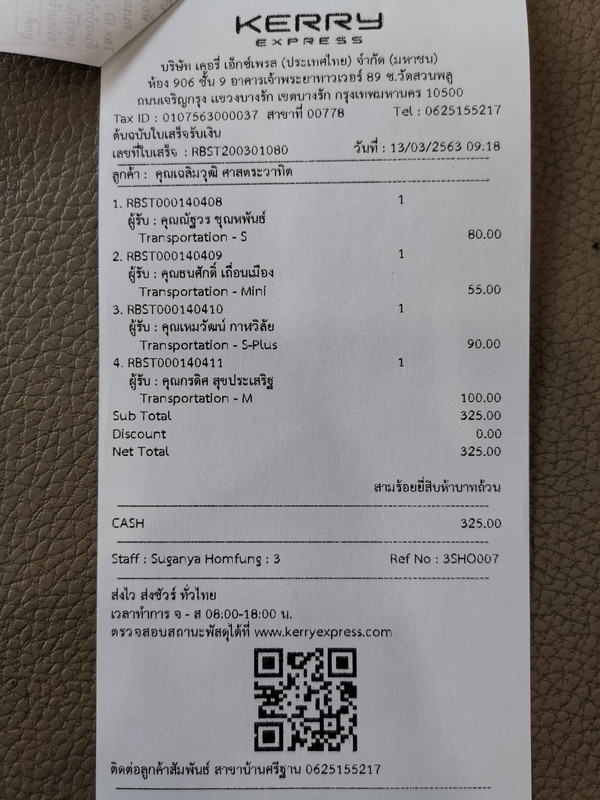 KERRY
EXPRESS
บริษัท เคอรี่ เอ็กซ์เพรส (ประเทศไทย) จำกัด (มหาชน)
ห้อง 906 ชั้น 9 อาคารเจ้าพระยาทาวเวอร์ 89 ซ.วัดสวนพลู
ถนนเจริญกรุง แขวงบางรัก เขตบางรัก กรุงเทพมหานคร 10500
Tax ID : 0107563000037 สาขาที่ 00778 Tel : 0625155217
ต้นฉบับใบเสร็จรับเงิน
เลขที่ใบเสร็จ : RBST200301080 วันที่ : 13/03/2563 09.18
ลูกค้า : คุณเฉลิมวุฒิ ศาสตระวาทิต
1. RBST000140408 1
ผู้รับ : คุณณัฐวร ชุณหพันธ์
Transportation - S 80.00
2. RBST000140409 1
ผู้รับ : คุณธนศักดิ์ เถื่อนเมือง
Transportation - Mini 55.00
3. RBST000140410 1
ผู้รับ : คุณเหมวัฒน์ กาฬวิลัย
Transportation - S-Plus 90.00
4. RBST000140411 1
ผู้รับ : คุณกรดิศ สุขประเสริฐ
Transportation - M 100.00
Sub Total 325.00
Discount 0.00
Net Total 325.00
สามร้อยยี่สิบห้าบาทถ้วน
CASH 325.00
Staff : Suganya Homfung : 3 Ref No : 3SHO007
ส่งไว ส่งชัวร์ ทั่วไทย
เวลาทำการ จ - ส 08:00-18:00 น.
ตรวจสอบสถานะพัสดุได้ที่ www.kerryexpress.com
ติดต่อลูกค้าสัมพันธ์ สาขาบ้านศรีฐาน 0625155217